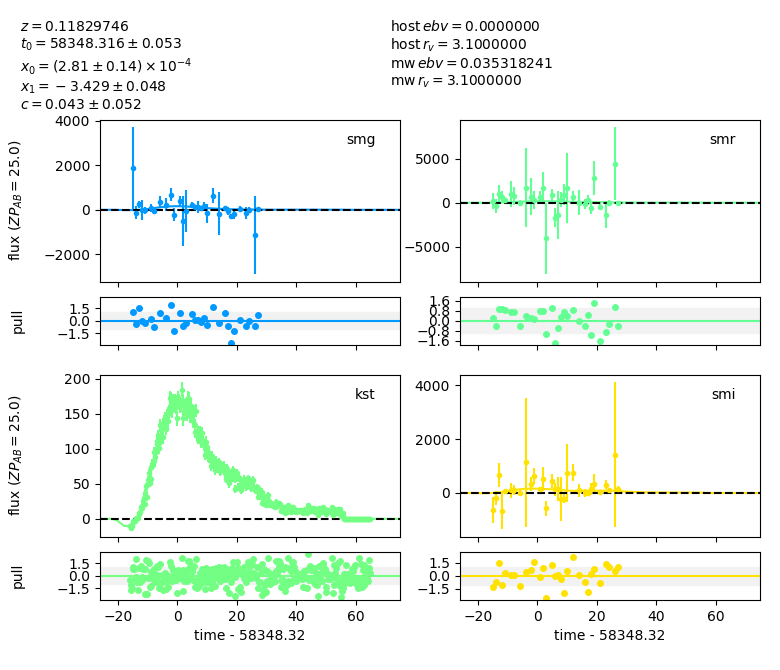 z = 0.11829746
t₀ = 58348.316 ± 0.053
x₀ = (2.81 ± 0.14) × 10⁻⁴
x₁ = −3.429 ± 0.048
c = 0.043 ± 0.052
host ebv = 0.0000000
host r_v = 3.1000000
mw ebv = 0.035318241
mw r_v = 3.1000000
flux (ZP_AB = 25.0)
4000
2000
0
−2000
smg
5000
0
−5000
smr
pull
1.5
0.0
−1.5
1.6
0.8
0.0
−0.8
−1.6
flux (ZP_AB = 25.0)
200
150
100
50
0
kst
4000
2000
0
smi
pull
1.5
0.0
−1.5
1.5
0.0
−1.5
−20 0 20 40 60
−20 0 20 40 60
time - 58348.32
time - 58348.32